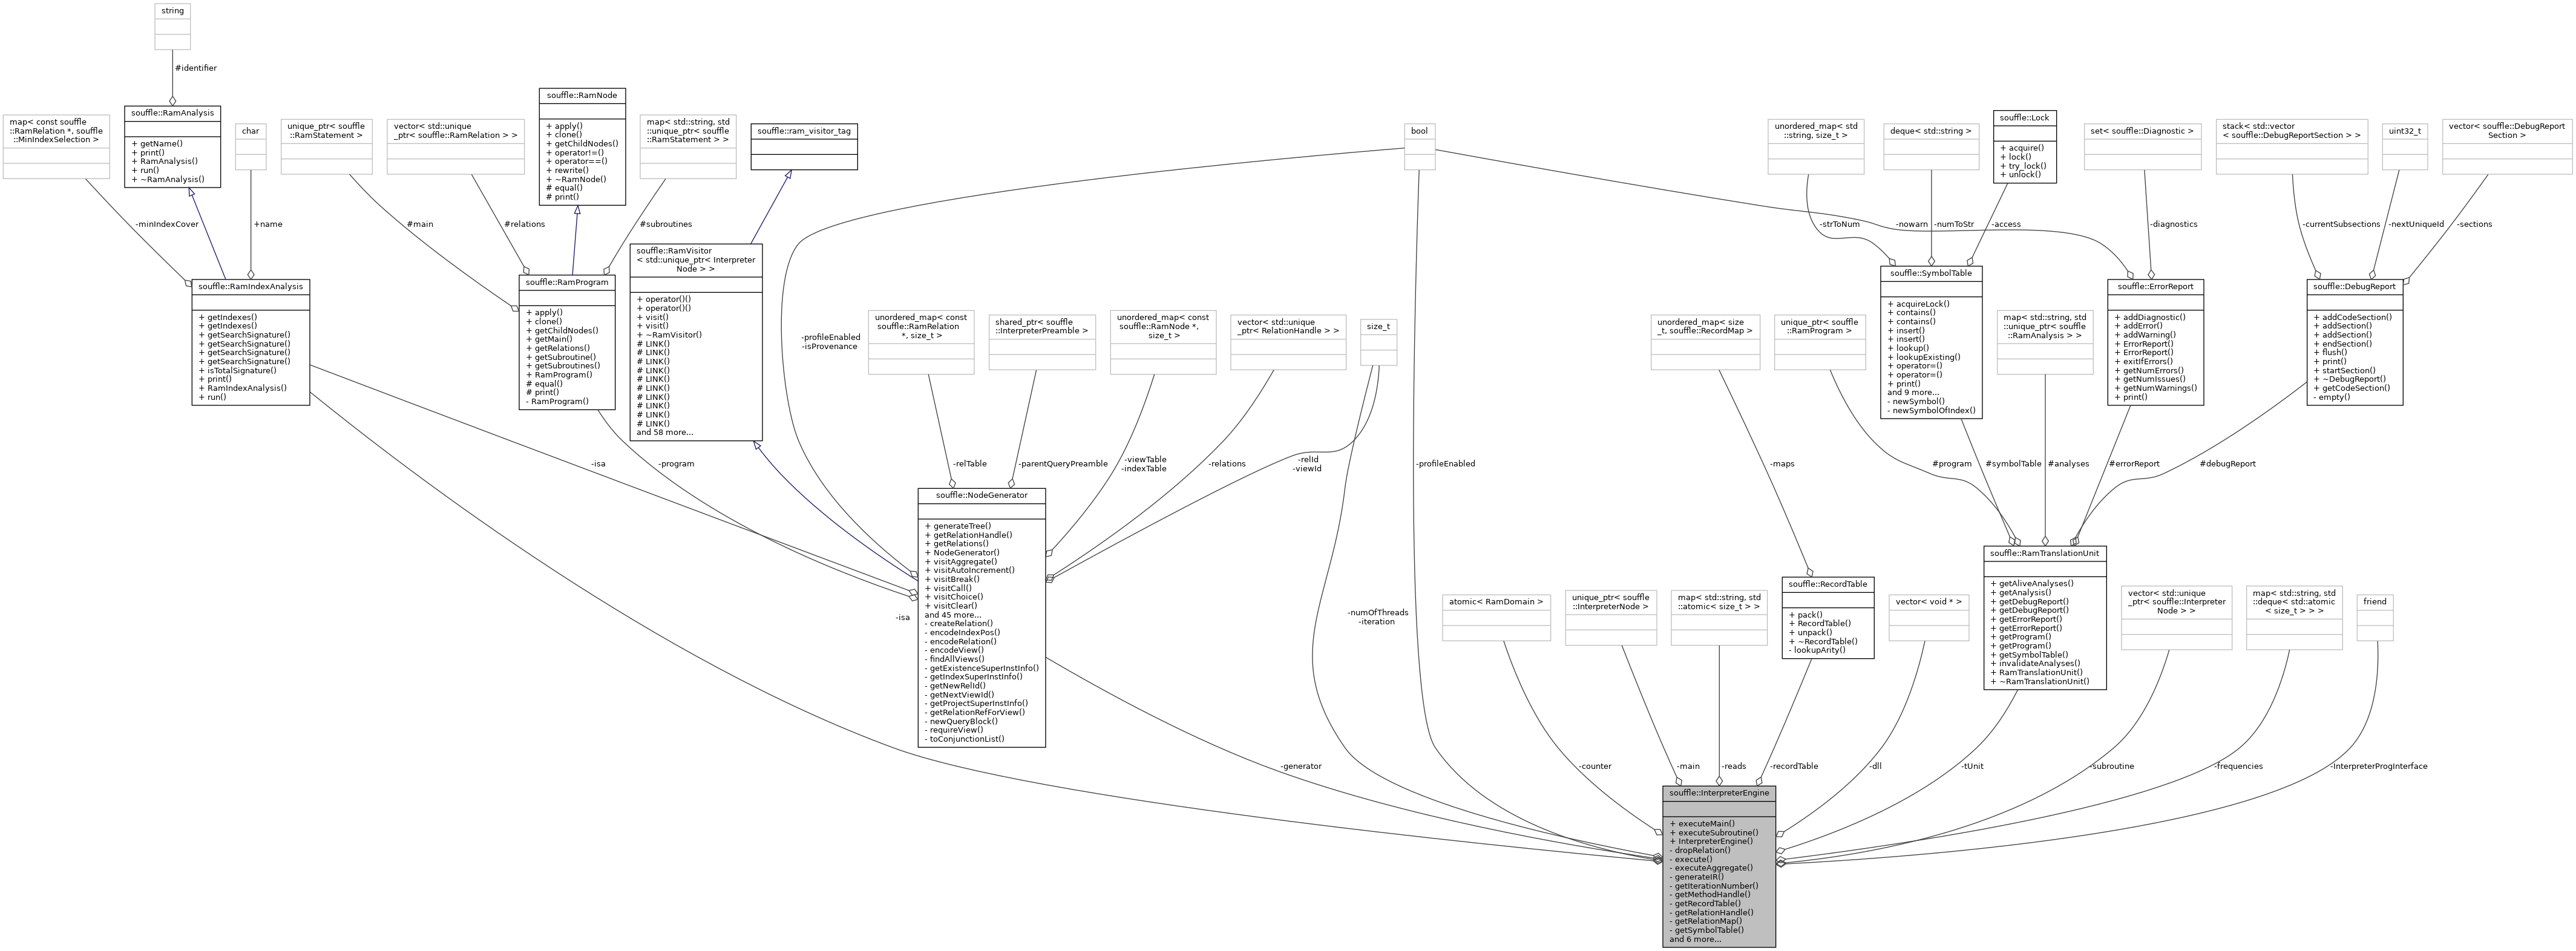 string
#identifier
map< const souffle
::RamRelation *, souffle
::MinIndexSelection >
souffle::RamAnalysis
+ getName()
+ print()
+ RamAnalysis()
+ run()
+ ~RamAnalysis()
char
unique_ptr< souffle
::RamStatement >
vector< std::unique
_ptr< souffle::RamRelation > >
souffle::RamNode
+ apply()
+ clone()
+ getChildNodes()
+ operator!=()
+ operator==()
+ rewrite()
+ ~RamNode()
# equal()
# print()
map< std::string, std
::unique_ptr< souffle
::RamStatement > >
souffle::ram_visitor_tag
bool
unordered_map< std
::string, size_t >
deque< std::string >
souffle::Lock
+ acquire()
+ lock()
+ try_lock()
+ unlock()
set< souffle::Diagnostic >
stack< std::vector
< souffle::DebugReportSection > >
uint32_t
vector< souffle::DebugReport
Section >
-minIndexCover
+name
#main
#relations
#subroutines
-strToNum
-nowarn
-numToStr
-access
-diagnostics
-currentSubsections
-nextUniqueId
-sections
souffle::RamIndexAnalysis
+ getIndexes()
+ getIndexes()
+ getSearchSignature()
+ getSearchSignature()
+ getSearchSignature()
+ getSearchSignature()
+ isTotalSignature()
+ print()
+ RamIndexAnalysis()
+ run()
souffle::RamProgram
+ apply()
+ clone()
+ getChildNodes()
+ getMain()
+ getRelations()
+ getSubroutine()
+ getSubroutines()
+ RamProgram()
# equal()
# print()
- RamProgram()
souffle::RamVisitor
< std::unique_ptr< Interpreter
Node > >
+ operator()()
+ operator()()
+ visit()
+ visit()
+ ~RamVisitor()
# LINK()
# LINK()
# LINK()
# LINK()
# LINK()
# LINK()
# LINK()
# LINK()
# LINK()
# LINK()
and 58 more...
-profileEnabled
-isProvenance
unordered_map< const
souffle::RamRelation
*, size_t >
shared_ptr< souffle
::InterpreterPreamble >
unordered_map< const
souffle::RamNode *,
size_t >
vector< std::unique
_ptr< RelationHandle > >
size_t
unordered_map< size
_t, souffle::RecordMap >
unique_ptr< souffle
::RamProgram >
souffle::SymbolTable
+ acquireLock()
+ contains()
+ contains()
+ insert()
+ insert()
+ lookup()
+ lookupExisting()
+ operator=()
+ operator=()
+ print()
and 9 more...
- newSymbol()
- newSymbolOfIndex()
map< std::string, std
::unique_ptr< souffle
::RamAnalysis > >
souffle::ErrorReport
+ addDiagnostic()
+ addError()
+ addWarning()
+ ErrorReport()
+ ErrorReport()
+ exitIfErrors()
+ getNumErrors()
+ getNumIssues()
+ getNumWarnings()
+ print()
souffle::DebugReport
+ addCodeSection()
+ addSection()
+ addSection()
+ endSection()
+ flush()
+ print()
+ startSection()
+ ~DebugReport()
+ getCodeSection()
- empty()
-isa
-program
-relTable
-parentQueryPreamble
-viewTable
-indexTable
-relations
-relId
-viewId
-profileEnabled
-maps
#program
#symbolTable
#analyses
#errorReport
#debugReport
souffle::NodeGenerator
+ generateTree()
+ getRelationHandle()
+ getRelations()
+ NodeGenerator()
+ visitAggregate()
+ visitAutoIncrement()
+ visitBreak()
+ visitCall()
+ visitChoice()
+ visitClear()
and 45 more...
- createRelation()
- encodeIndexPos()
- encodeRelation()
- encodeView()
- findAllViews()
- getExistenceSuperInstInfo()
- getIndexSuperInstInfo()
- getNewRelId()
- getNextViewId()
- getProjectSuperInstInfo()
- getRelationRefForView()
- newQueryBlock()
- requireView()
- toConjunctionList()
-isa
-numOfThreads
-iteration
atomic< RamDomain >
unique_ptr< souffle
::InterpreterNode >
map< std::string, std
::atomic< size_t > >
souffle::RecordTable
+ pack()
+ RecordTable()
+ unpack()
+ ~RecordTable()
- lookupArity()
vector< void * >
souffle::RamTranslationUnit
+ getAliveAnalyses()
+ getAnalysis()
+ getDebugReport()
+ getDebugReport()
+ getErrorReport()
+ getErrorReport()
+ getProgram()
+ getProgram()
+ getSymbolTable()
+ invalidateAnalyses()
+ RamTranslationUnit()
+ ~RamTranslationUnit()
vector< std::unique
_ptr< souffle::Interpreter
Node > >
map< std::string, std
::deque< std::atomic
< size_t > > >
friend
-generator
-counter
-main
-reads
-recordTable
-dll
-tUnit
-subroutine
-frequencies
-InterpreterProgInterface
souffle::InterpreterEngine
+ executeMain()
+ executeSubroutine()
+ InterpreterEngine()
- dropRelation()
- execute()
- executeAggregate()
- generateIR()
- getIterationNumber()
- getMethodHandle()
- getRecordTable()
- getRelationHandle()
- getRelationMap()
- getSymbolTable()
and 6 more...